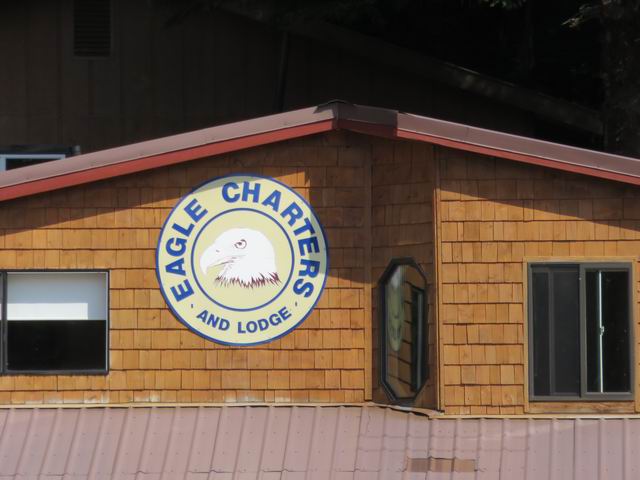 EAGLE CHARTERS
· AND LODGE ·